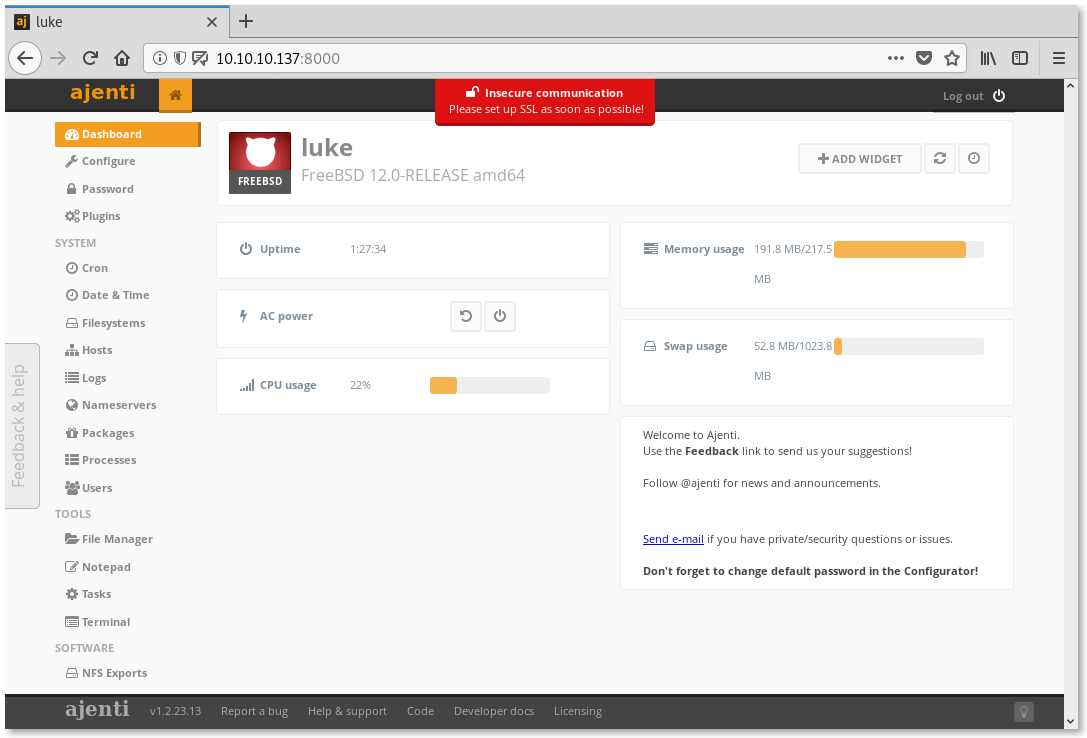 aj luke
10.10.10.137:8000
ajenti
Insecure communication
Please set up SSL as soon as possible!
Log out
Dashboard
Configure
Password
Plugins
SYSTEM
Cron
Date & Time
Filesystems
Hosts
Logs
Nameservers
Packages
Processes
Users
TOOLS
File Manager
Notepad
Tasks
Terminal
SOFTWARE
NFS Exports
Feedback & help
FREEBSD
luke
FreeBSD 12.0-RELEASE amd64
ADD WIDGET
Uptime 1:27:34
AC power
CPU usage 22%
Memory usage 191.8 MB/217.5
MB
Swap usage 52.8 MB/1023.8
MB
Welcome to Ajenti.
Use the Feedback link to send us your suggestions!
Follow @ajenti for news and announcements.
Send e-mail if you have private/security questions or issues.
Don't forget to change default password in the Configurator!
ajenti v1.2.23.13 Report a bug Help & support Code Developer docs Licensing